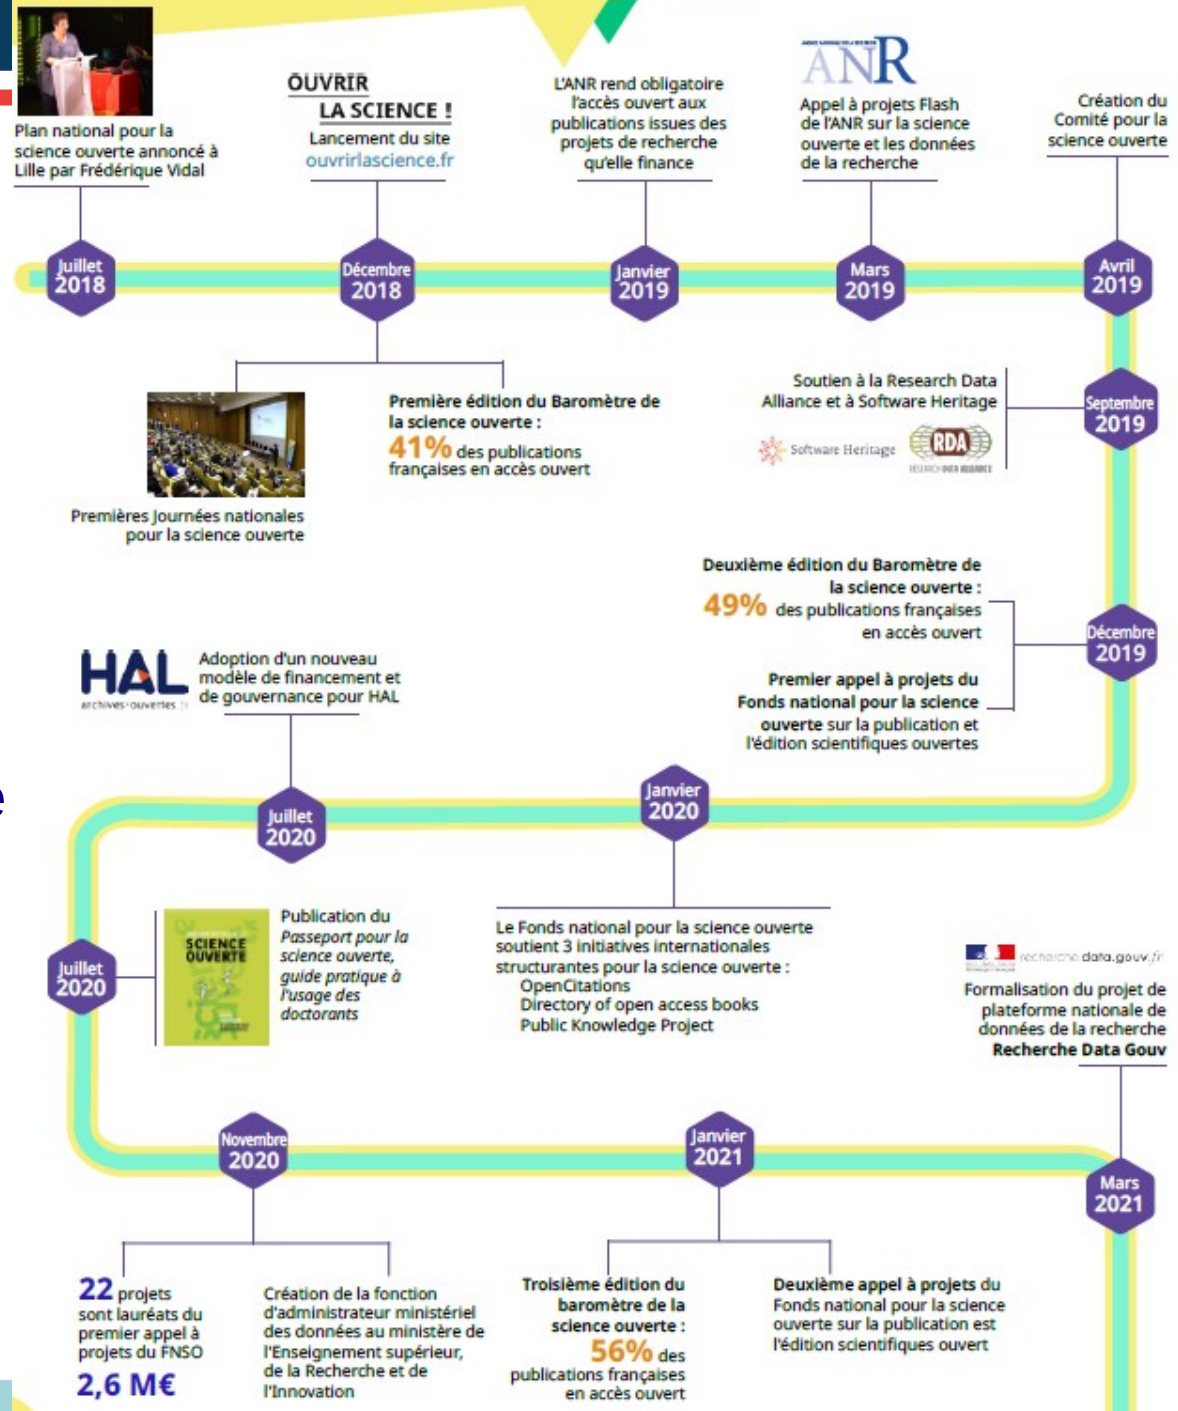 Plan national pour la
science ouverte annoncé à
Lille par Frédérique Vidal
OUVRIR
LA SCIENCE !
Lancement du site
ouvrirlascience.fr
L'ANR rend obligatoire
l'accès ouvert aux
publications issues des
projets de recherche
qu'elle finance
ANR
Appel à projets Flash
de l'ANR sur la science
ouverte et les données
de la recherche
Création du
Comité pour la
science ouverte
Juillet
2018
Décembre
2018
Janvier
2019
Mars
2019
Avril
2019
Premières Journées nationales
pour la science ouverte
Première édition du Baromètre de
la science ouverte :
41% des publications
françaises en accès ouvert
Soutien à la Research Data
Alliance et à Software Heritage
Software Heritage
RDA
RESEARCH DATA ALLIANCE
Septembre
2019
Deuxième édition du Baromètre de
la science ouverte :
49% des publications françaises
en accès ouvert
Premier appel à projets du
Fonds national pour la science
ouverte sur la publication et
l'édition scientifiques ouvertes
Décembre
2019
HAL
archives-ouvertes.fr
Adoption d'un nouveau
modèle de financement et
de gouvernance pour HAL
e
Juillet
2020
Janvier
2020
Le Fonds national pour la science ouverte
soutient 3 initiatives internationales
structurantes pour la science ouverte :
OpenCitations
Directory of open access books
Public Knowledge Project
Juillet
2020
SCIENCE
OUVERTE
Publication du
Passeport pour la
science ouverte,
guide pratique à
l'usage des
doctorants
recherche.data.gouv.fr
Formalisation du projet de
plateforme nationale de
données de la recherche
Recherche Data Gouv
Novembre
2020
Janvier
2021
Mars
2021
22 projets
sont lauréats du
premier appel à
projets du FNSO
2,6 M€
Création de la fonction
d'administrateur ministériel
des données au ministère de
l'Enseignement supérieur,
de la Recherche et de
l'Innovation
Troisième édition du
baromètre de la
science ouverte :
56% des
publications françaises
en accès ouvert
Deuxième appel à projets du
Fonds national pour la science
ouverte sur la publication est
l'édition scientifiques ouvert